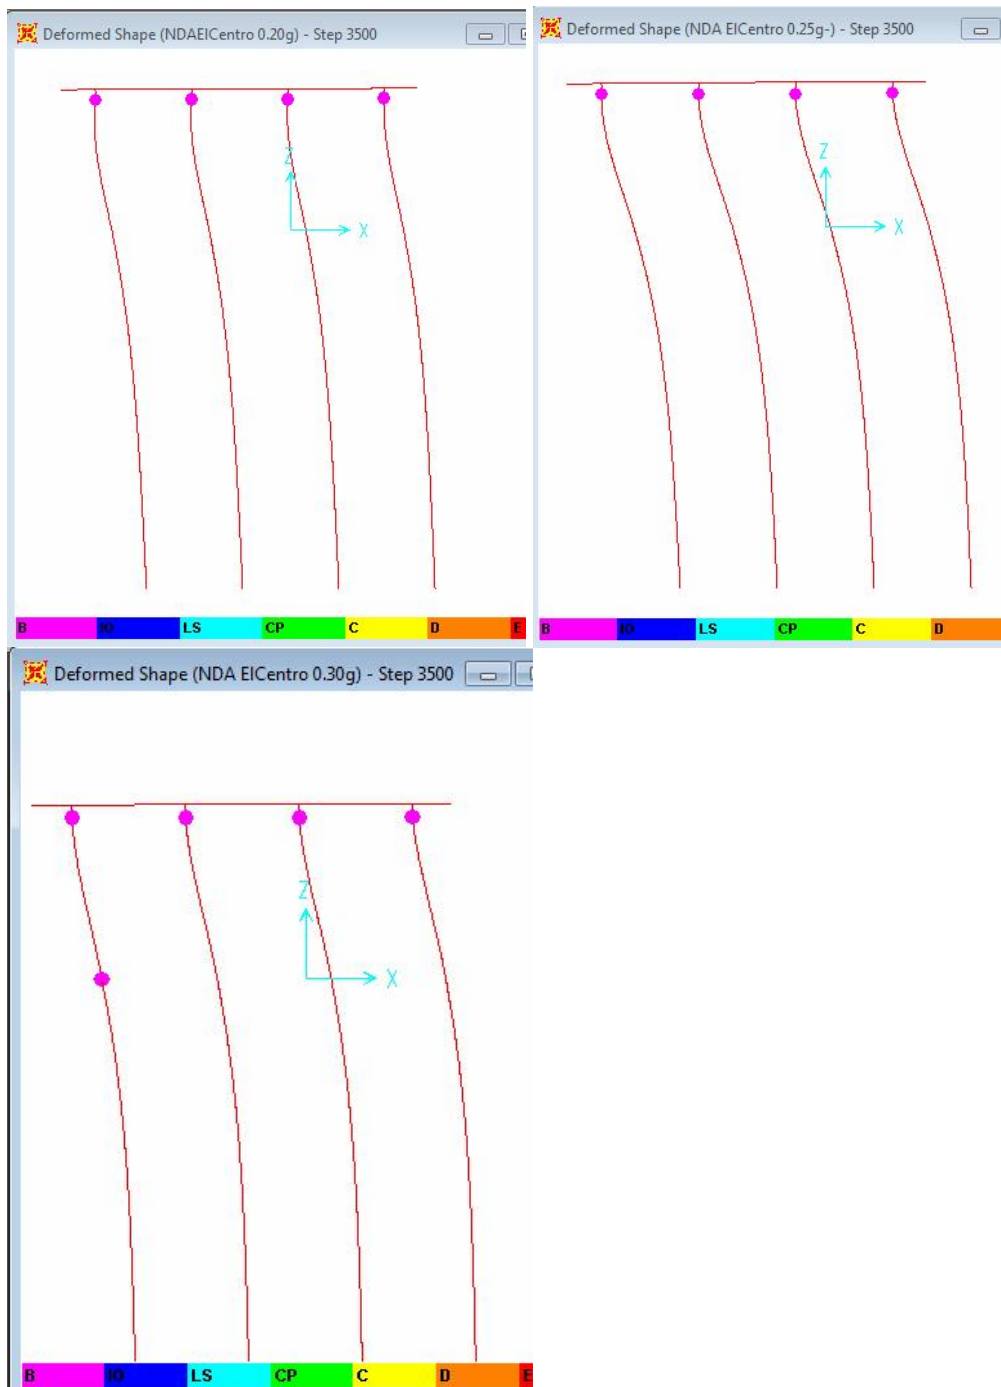 Deformed Shape (NDAElCentro 0.20g) - Step 3500
Z
X
B IO LS CP C D E
Deformed Shape (NDA ElCentro 0.25g-) - Step 3500
Z
X
B IO LS CP C D
Deformed Shape (NDA ElCentro 0.30g) - Step 3500
Z
X
B IO LS CP C D E